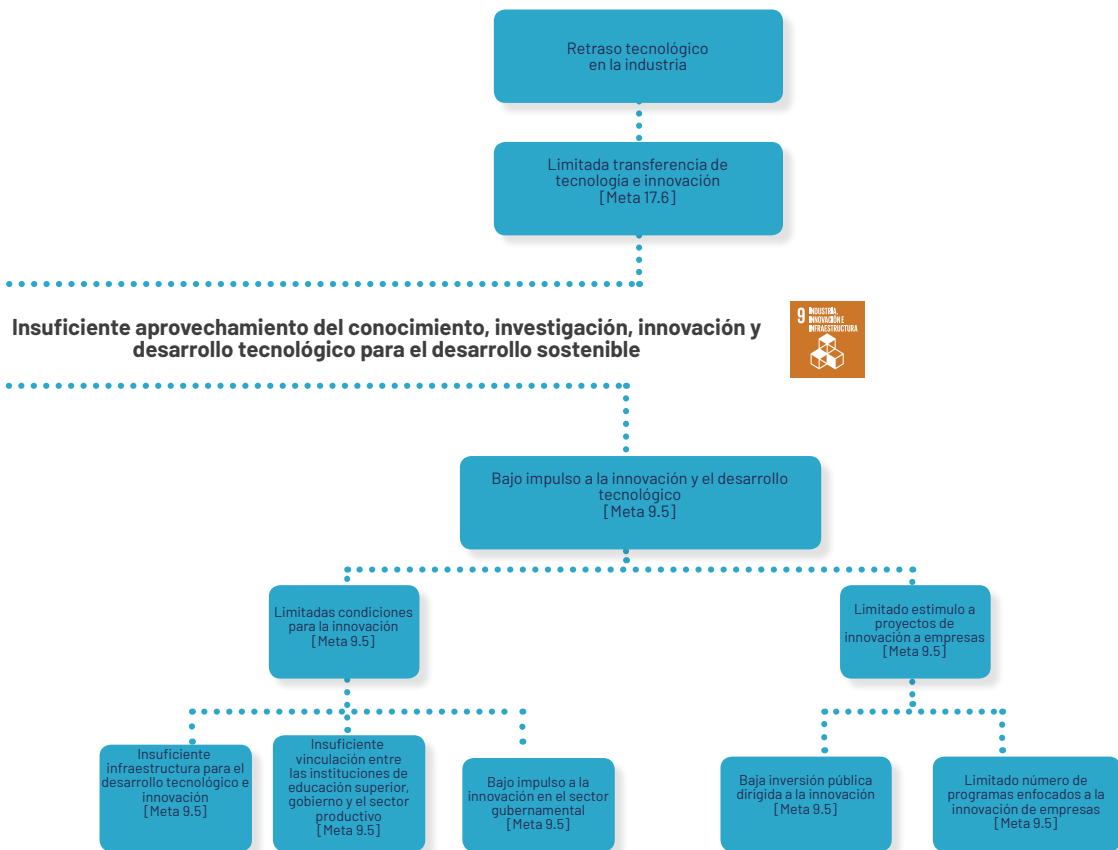 Retraso tecnológico
en la industria
Limitada transferencia de
tecnología e innovación
[Meta 17.6]
Insuficiente aprovechamiento del conocimiento, investigación, innovación y
desarrollo tecnológico para el desarrollo sostenible
9 INDUSTRIA,
INNOVACIÓN E
INFRAESTRUCTURA
Bajo impulso a la innovación y el desarrollo
tecnológico
[Meta 9.5]
Limitadas condiciones
para la innovación
[Meta 9.5]
Limitado estimulo a
proyectos de
innovación a empresas
[Meta 9.5]
Insuficiente
infraestructura para el
desarrollo tecnológico e
innovación
[Meta 9.5]
Insuficiente
vinculación entre
las instituciones de
educación superior,
gobierno y el sector
productivo
[Meta 9.5]
Bajo impulso a la
innovación en el sector
gubernamental
[Meta 9.5]
Baja inversión pública
dirigida a la innovación
[Meta 9.5]
Limitado número de
programas enfocados a la
innovación de empresas
[Meta 9.5]